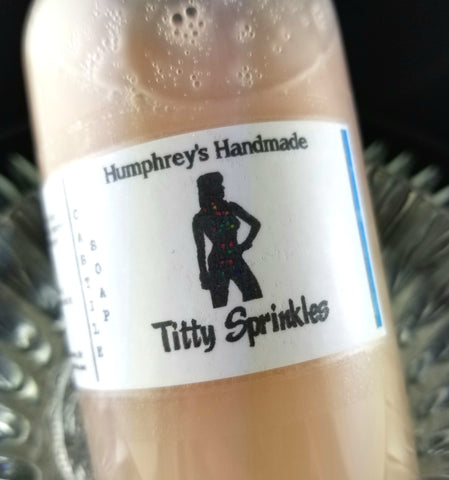 Humphrey's Handmade
Titty Sprinkles
CASTILE
SOAP